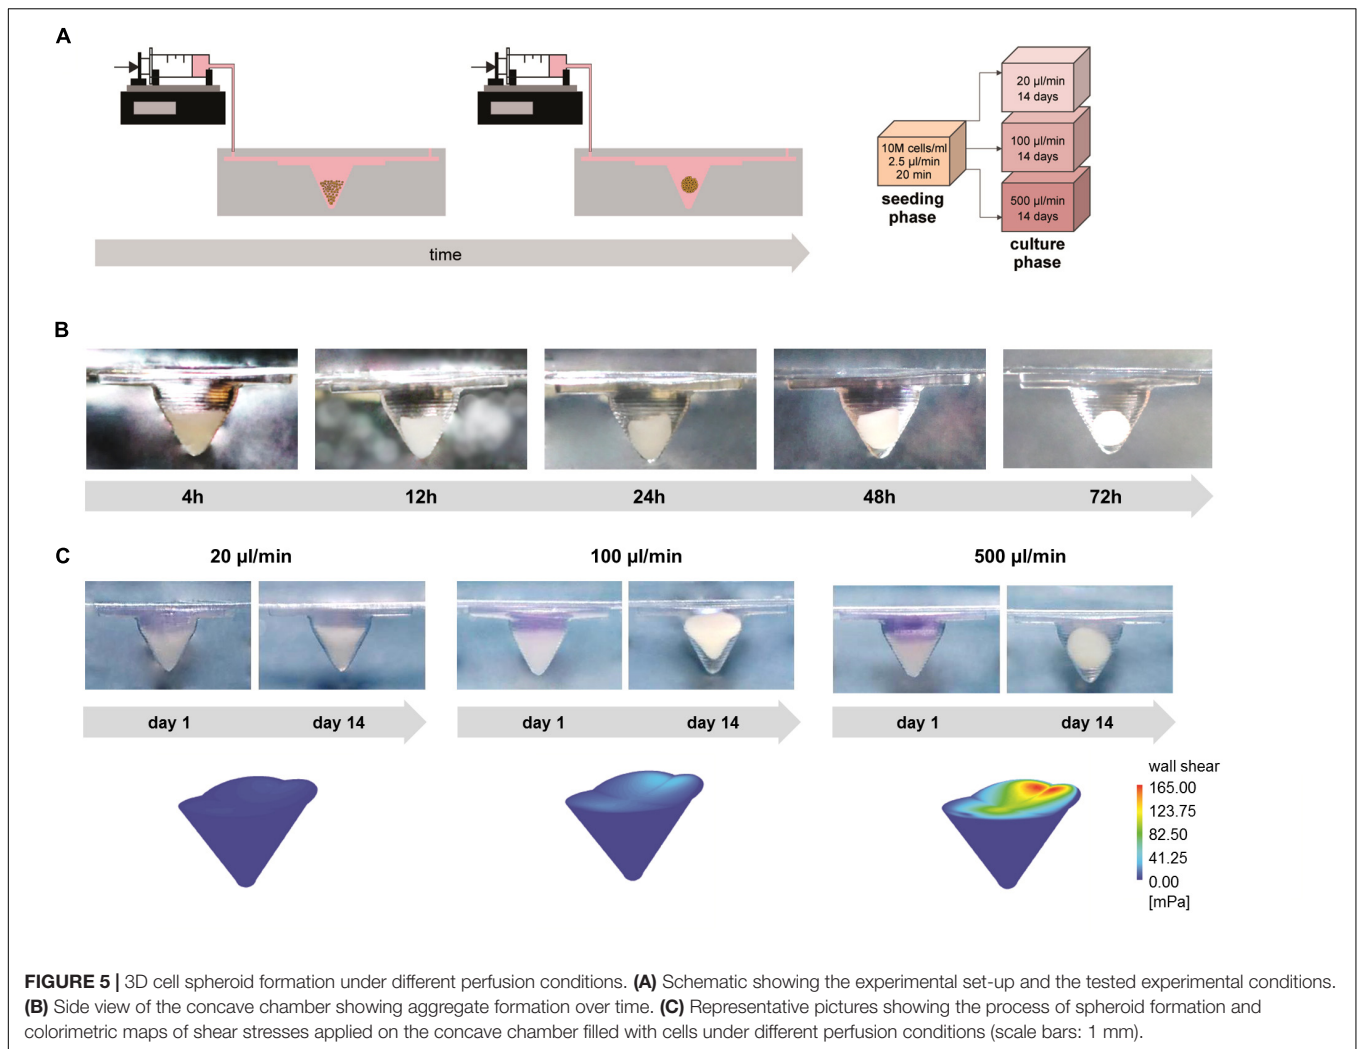 A
10M cells/ml
2.5 µl/min
20 min
seeding
phase
20 µl/min
14 days
100 µl/min
14 days
500 µl/min
14 days
culture
phase
time
B
4h
12h
24h
48h
72h
C
20 µl/min
100 µl/min
500 µl/min
day 1
day 14
day 1
day 14
day 1
day 14
wall shear
165.00
123.75
82.50
41.25
0.00
[mPa]
FIGURE 5 | 3D cell spheroid formation under different perfusion conditions. (A) Schematic showing the experimental set-up and the tested experimental conditions.
(B) Side view of the concave chamber showing aggregate formation over time. (C) Representative pictures showing the process of spheroid formation and
colorimetric maps of shear stresses applied on the concave chamber filled with cells under different perfusion conditions (scale bars: 1 mm).